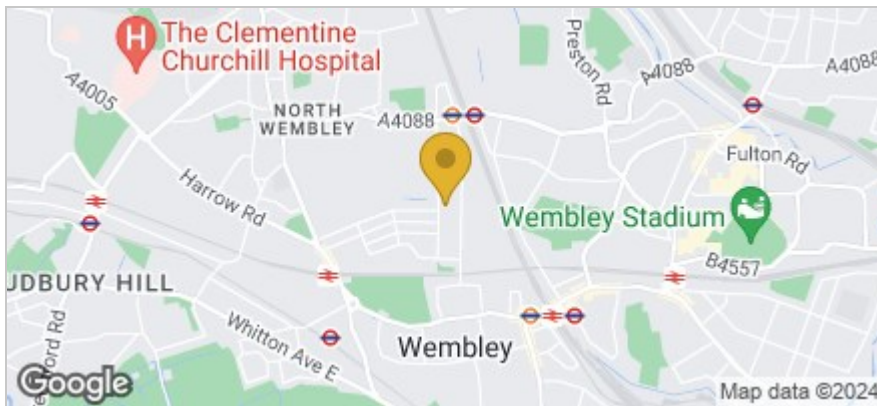 The Clementine
Churchill Hospital
H
A4005
NORTH
WEMBLEY
A4088
Preston Rd
A4088
A4088
Fulton Rd
Harrow Rd
Wembley Stadium
B4557
UDBURY HILL
Whitton Ave E
Wembley
Google
Map data ©2024